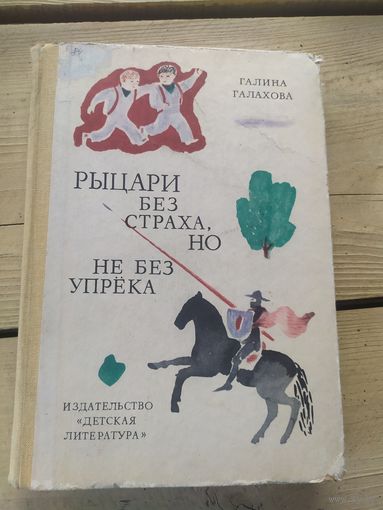 ГАЛИНА
ГАЛАХОВА
РЫЦАРИ
БЕЗ
СТРАХА,
НО
НЕ БЕЗ
УПРЁКА
ИЗДАТЕЛЬСТВО
«ДЕТСКАЯ
ЛИТЕРАТУРА»